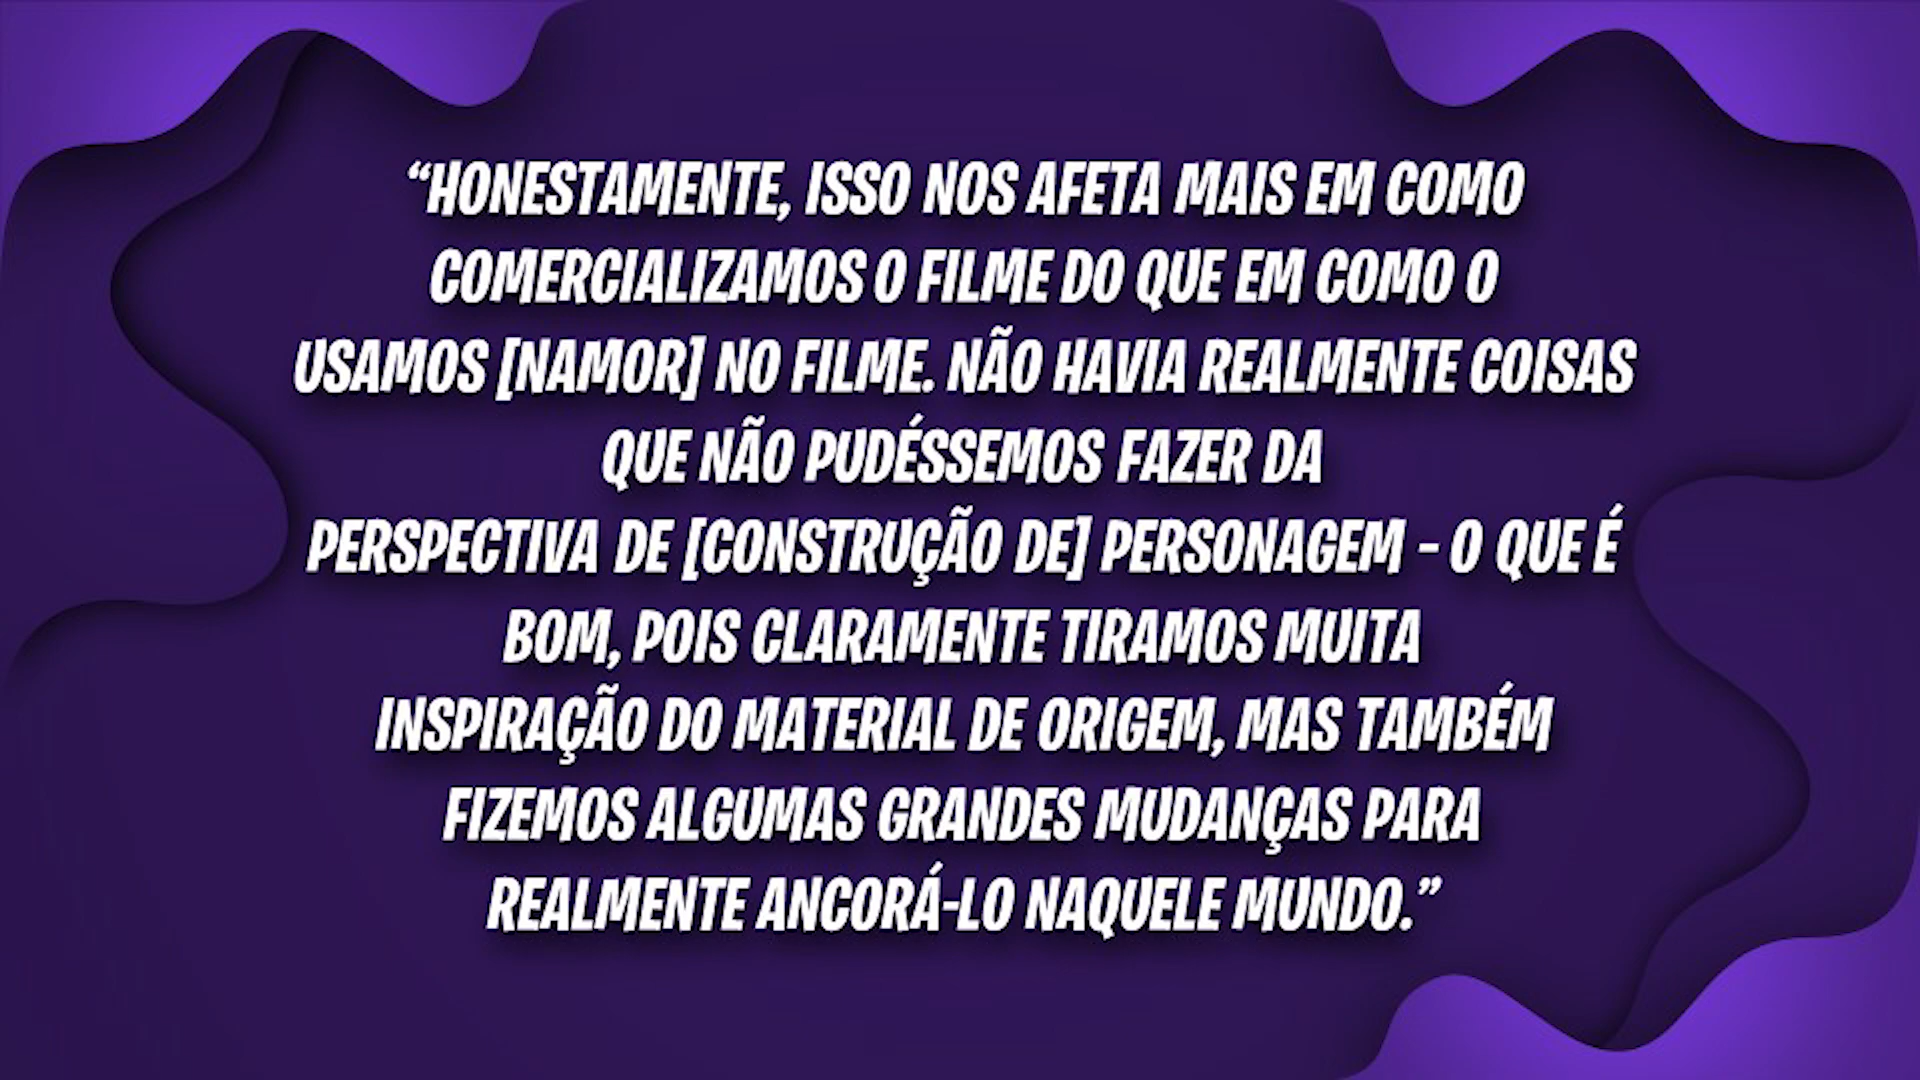 “HONESTAMENTE, ISSO NOS AFETA MAIS EM COMO
COMERCIALIZAMOS O FILME DO QUE EM COMO O
USAMOS [NAMOR] NO FILME. NÃO HAVIA REALMENTE COISAS
QUE NÃO PUDÉSSEMOS FAZER DA
PERSPECTIVA DE [CONSTRUÇÃO DE] PERSONAGEM - O QUE É
BOM, POIS CLARAMENTE TIRAMOS MUITA
INSPIRAÇÃO DO MATERIAL DE ORIGEM, MAS TAMBÉM
FIZEMOS ALGUMAS GRANDES MUDANÇAS PARA
REALMENTE ANCORÁ-LO NAQUELE MUNDO.”